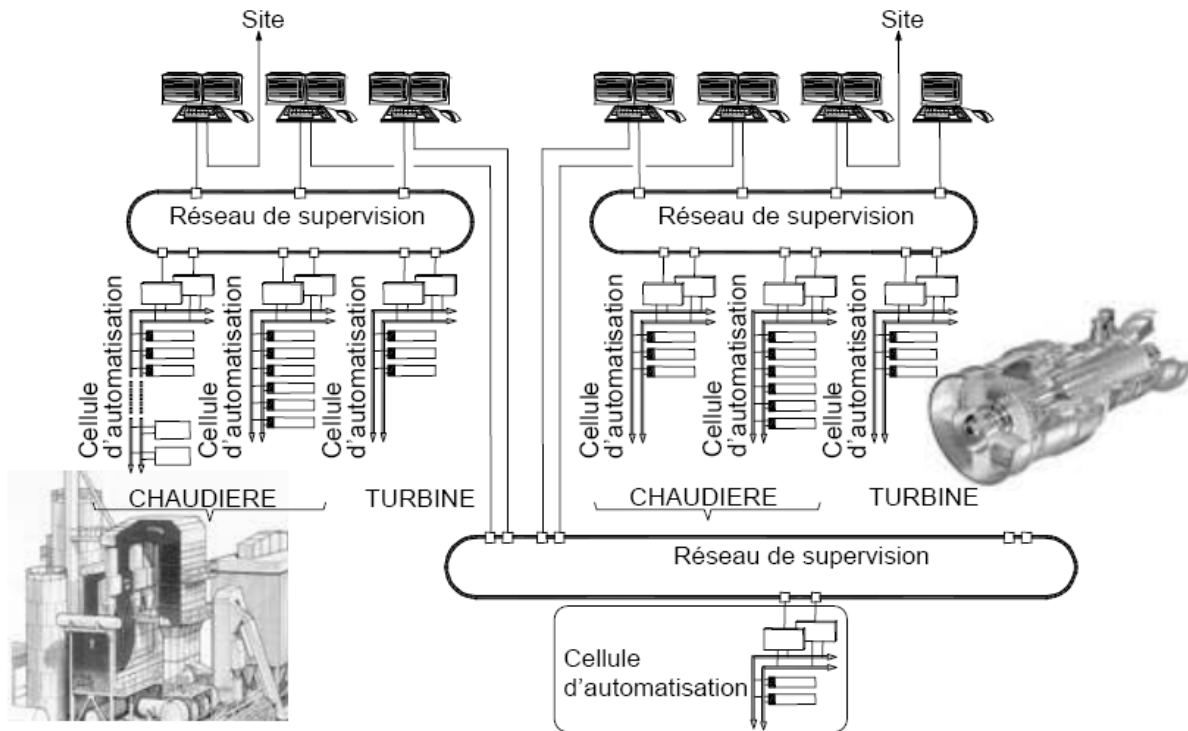 Site
Site
Réseau de supervision
Réseau de supervision
Cellule
d'automatisation
Cellule
d'automatisation
Cellule
d'automatisation
Cellule
d'automatisation
Cellule
d'automatisation
Cellule
d'automatisation
CHAUDIERE
TURBINE
CHAUDIERE
TURBINE
Réseau de supervision
Cellule
d'automatisation